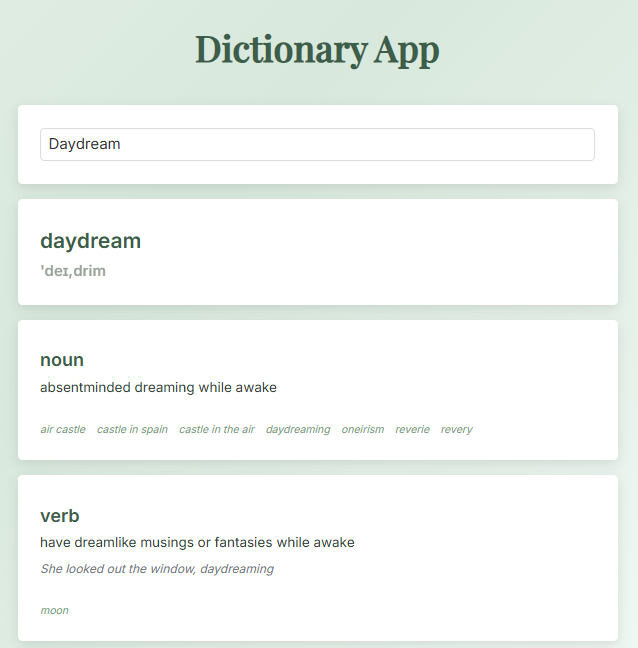 Dictionary App
Daydream
daydream
'deɪ,drim
noun
absentminded dreaming while awake
air castle castle in spain castle in the air daydreaming oneirism reverie revery
verb
have dreamlike musings or fantasies while awake
She looked out the window, daydreaming
moon